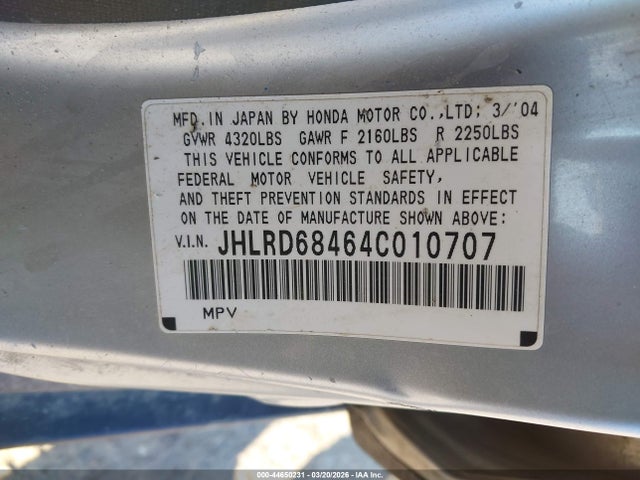 MFD. IN JAPAN BY HONDA MOTOR CO.,LTD; 3/'04
GVWR 4320LBS GAWR F 2160LBS R 2250LBS
THIS VEHICLE CONFORMS TO ALL APPLICABLE
FEDERAL MOTOR VEHICLE SAFETY,
AND THEFT PREVENTION STANDARDS IN EFFECT
ON THE DATE OF MANUFACTURE SHOWN ABOVE:
V.I.N. JHLRD68464C010707
MPV
000-44650231 - 03/20/2026 - IAA Inc.